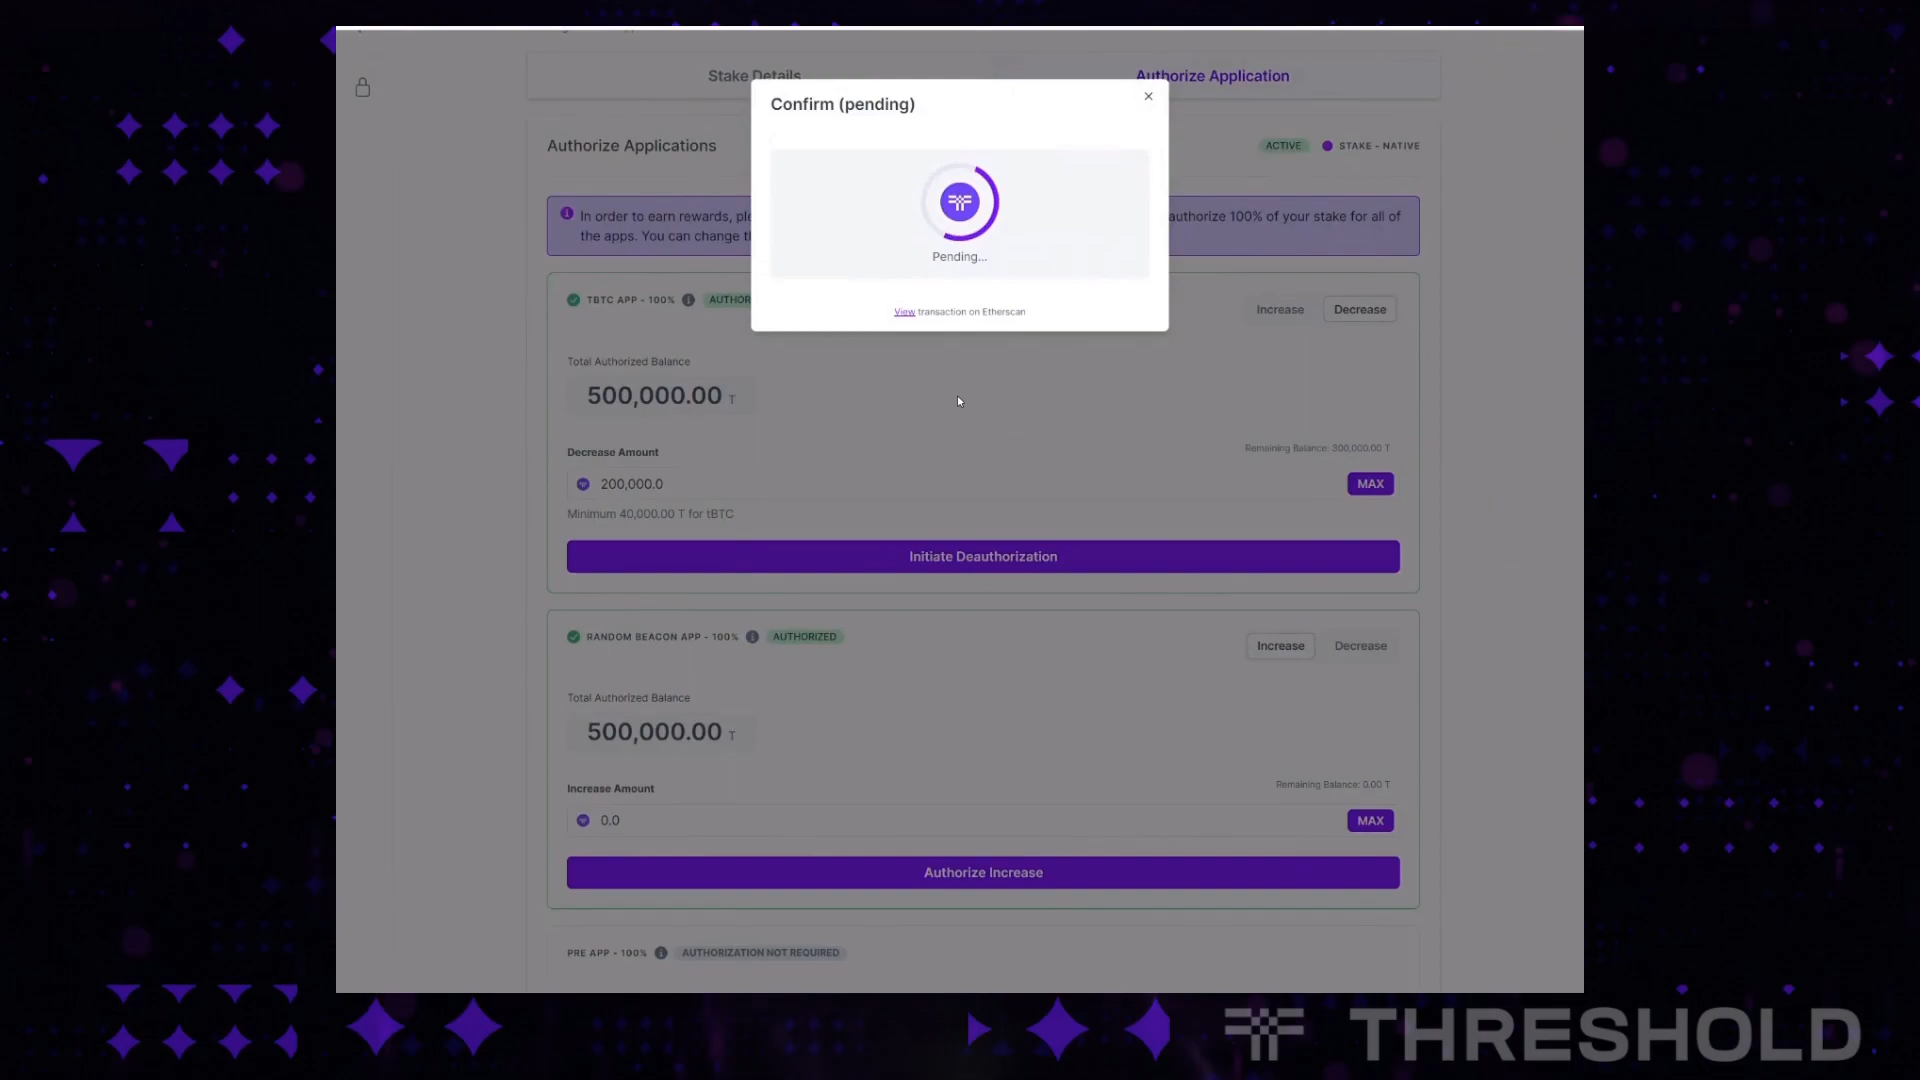 Stake Details
Authorize Application
Confirm (pending)
Authorize Applications
ACTIVE
STAKE - NATIVE
In order to earn rewards, ple
authorize 100% of your stake for all of
the apps. You can change th
Pending...
View transaction on Etherscan
TBTC APP - 100%
AUTHOR
Increase
Decrease
Total Authorized Balance
500,000.00 T
Decrease Amount
Remaining Balance: 300,000.00 T
200,000.0
MAX
Minimum 40,000.00 T for tBTC
Initiate Deauthorization
RANDOM BEACON APP - 100%
AUTHORIZED
Increase
Decrease
Total Authorized Balance
500,000.00 T
Increase Amount
Remaining Balance: 0.00 T
0.0
MAX
Authorize Increase
PRE APP - 100%
AUTHORIZATION NOT REQUIRED
THRESHOLD